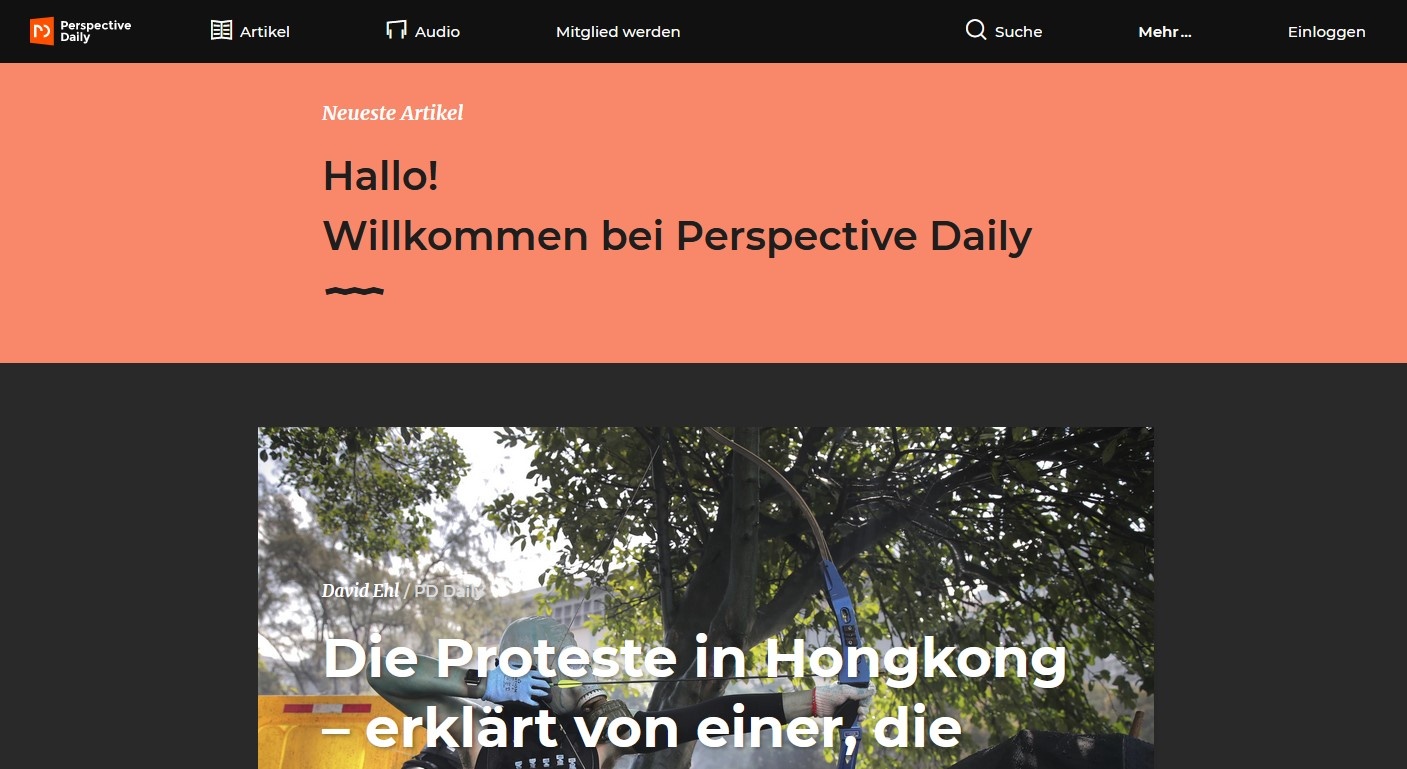 Perspective
Daily
Artikel
Audio
Mitglied werden
Suche
Mehr...
Einloggen
Neueste Artikel
Hallo!
Willkommen bei Perspective Daily
David Ehl / PD Daily
Die Proteste in Hongkong
– erklärt von einer, die